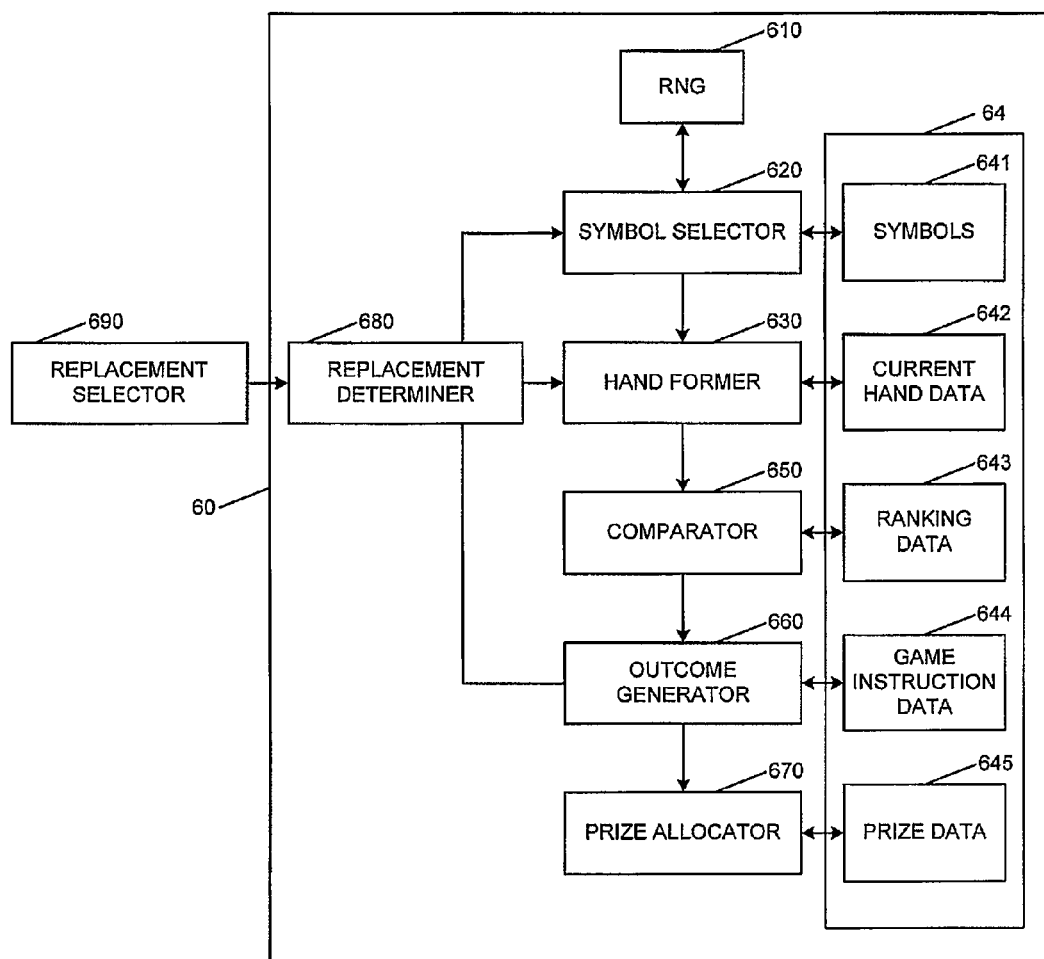 610
RNG
64
620
641
SYMBOL SELECTOR
SYMBOLS
690
680
630
642
REPLACEMENT
SELECTOR
REPLACEMENT
DETERMINER
HAND FORMER
CURRENT
HAND DATA
650
643
60
COMPARATOR
RANKING
DATA
660
644
OUTCOME
GENERATOR
GAME
INSTRUCTION
DATA
670
645
PRIZE ALLOCATOR
PRIZE DATA